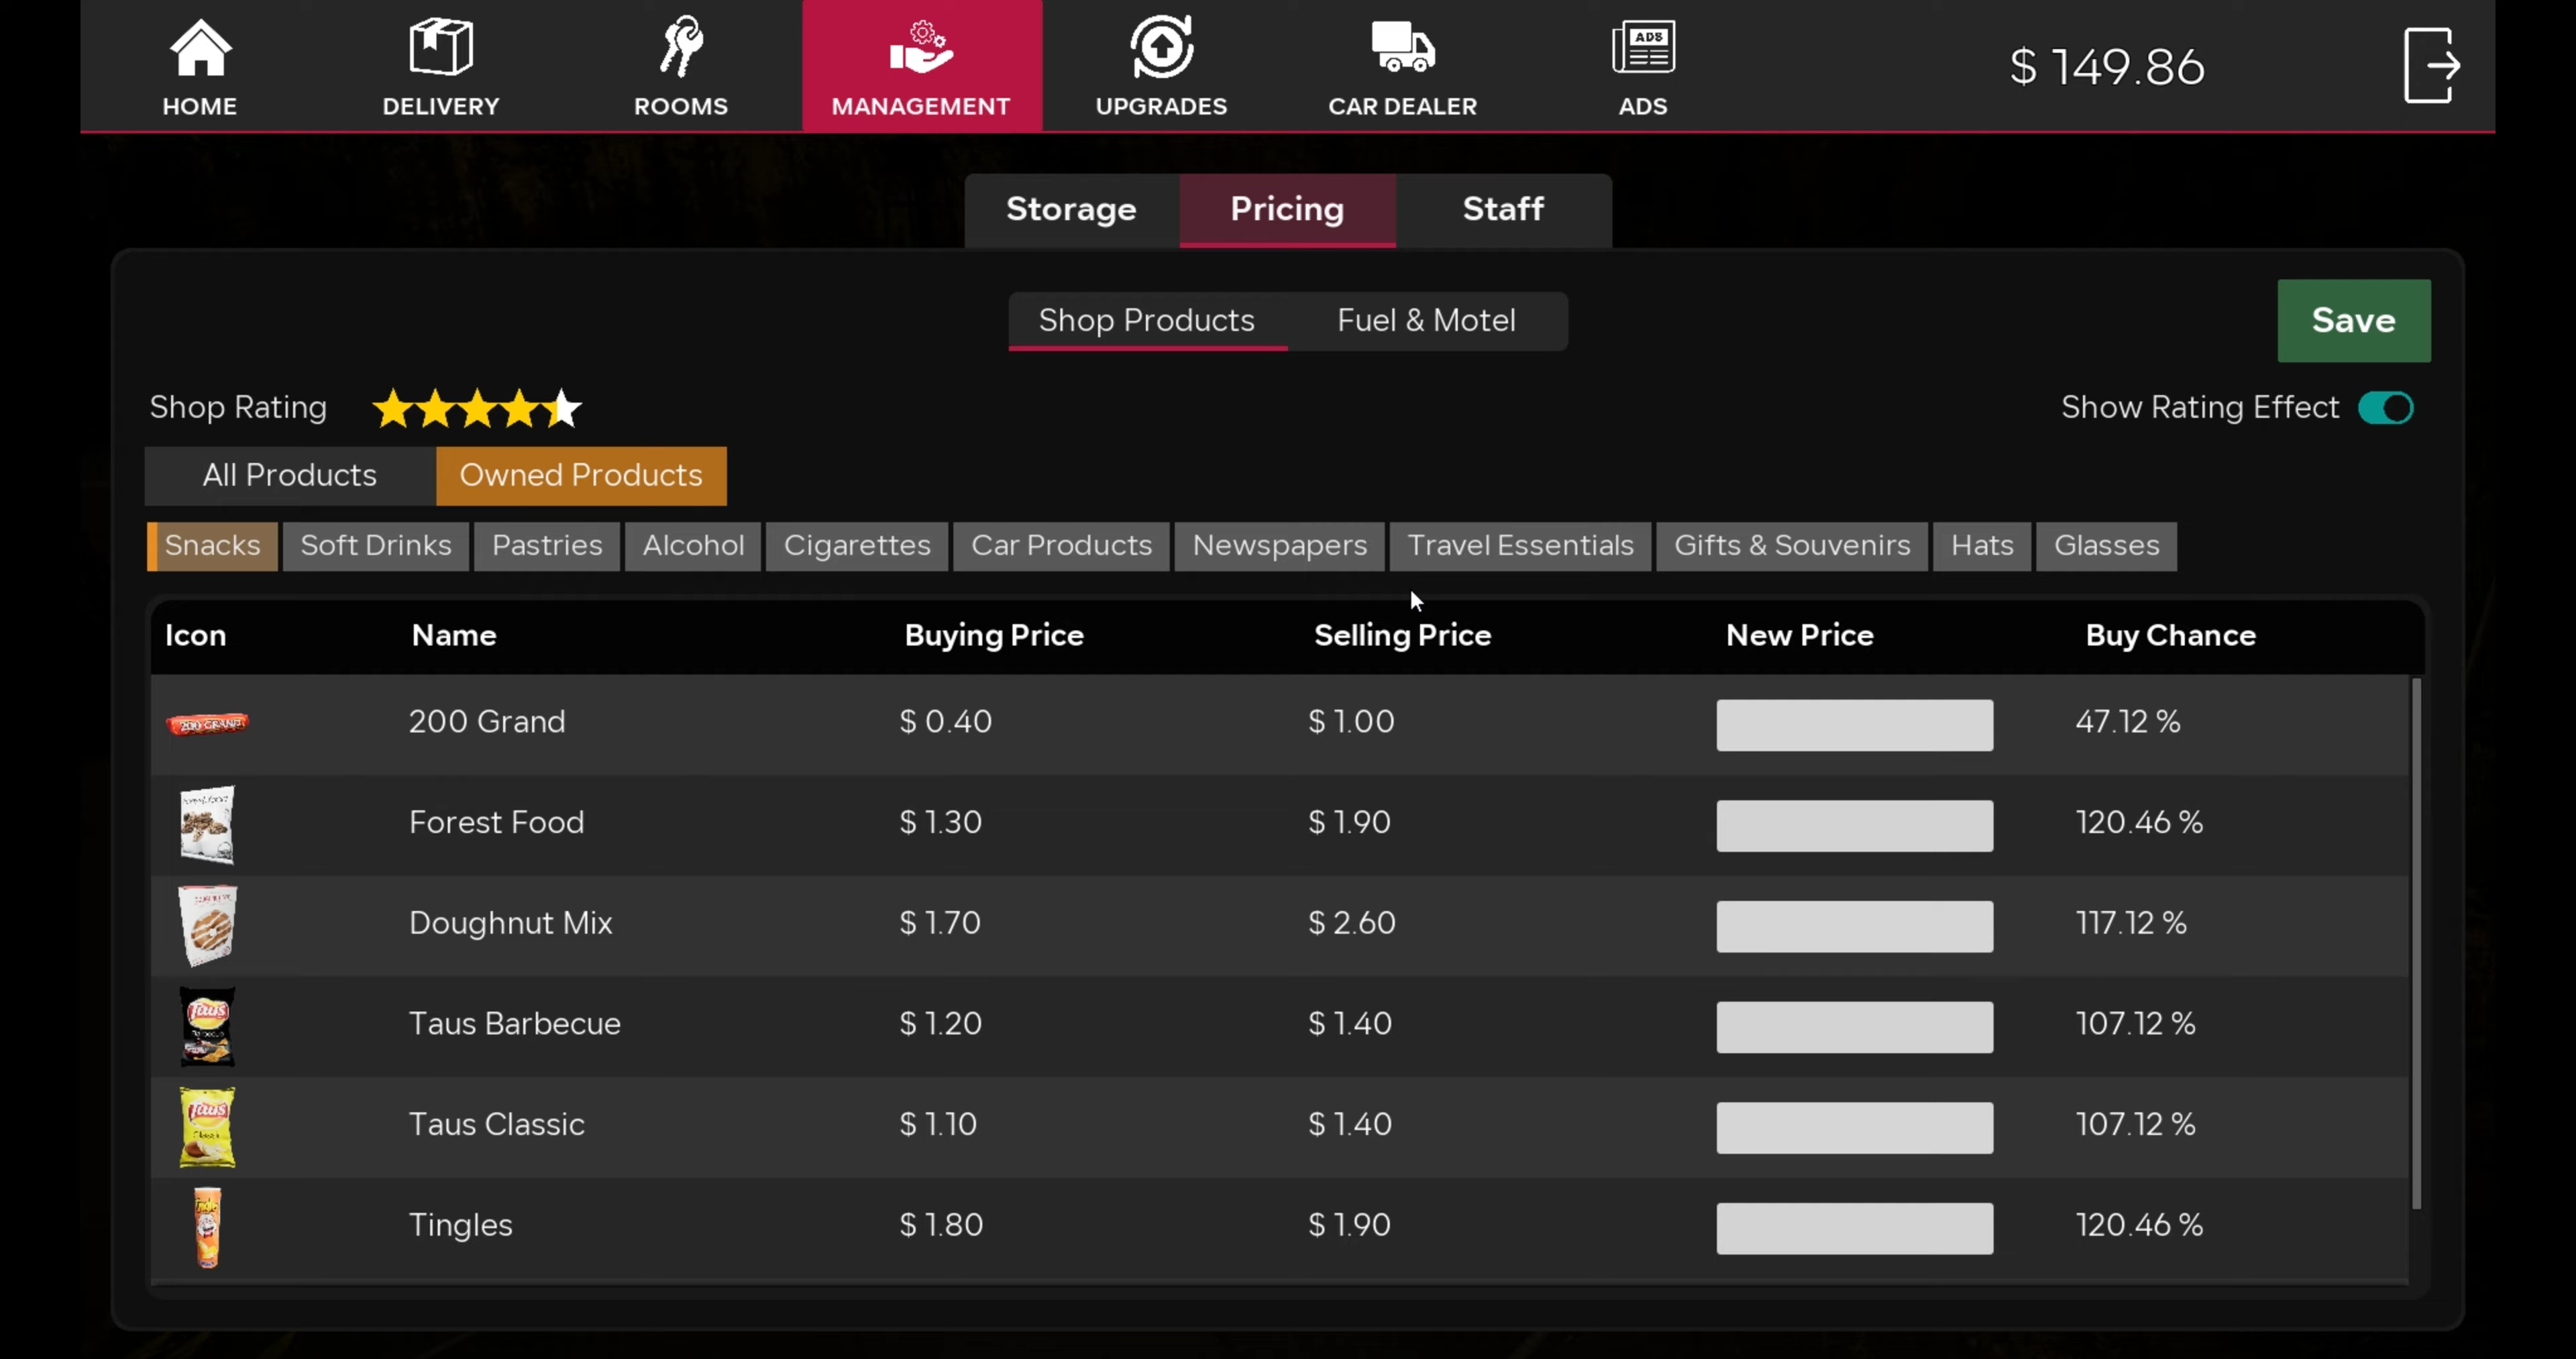 HOME DELIVERY ROOMS MANAGEMENT UPGRADES CAR DEALER ADS
ADS
$ 149.86
Storage Pricing Staff
Shop Products Fuel & Motel
Save
Shop Rating
Show Rating Effect
All Products Owned Products
Snacks Soft Drinks Pastries Alcohol Cigarettes Car Products Newspapers Travel Essentials Gifts & Souvenirs Hats Glasses
Icon Name Buying Price Selling Price New Price Buy Chance
200 GRAND
200 Grand $ 0.40 $ 1.00 47.12 %
Forest Food $ 1.30 $ 1.90 120.46 %
Doughnut Mix $ 1.70 $ 2.60 117.12 %
Taus
Taus Barbecue $ 1.20 $ 1.40 107.12 %
Taus
Taus Classic $ 1.10 $ 1.40 107.12 %
Tingles $ 1.80 $ 1.90 120.46 %